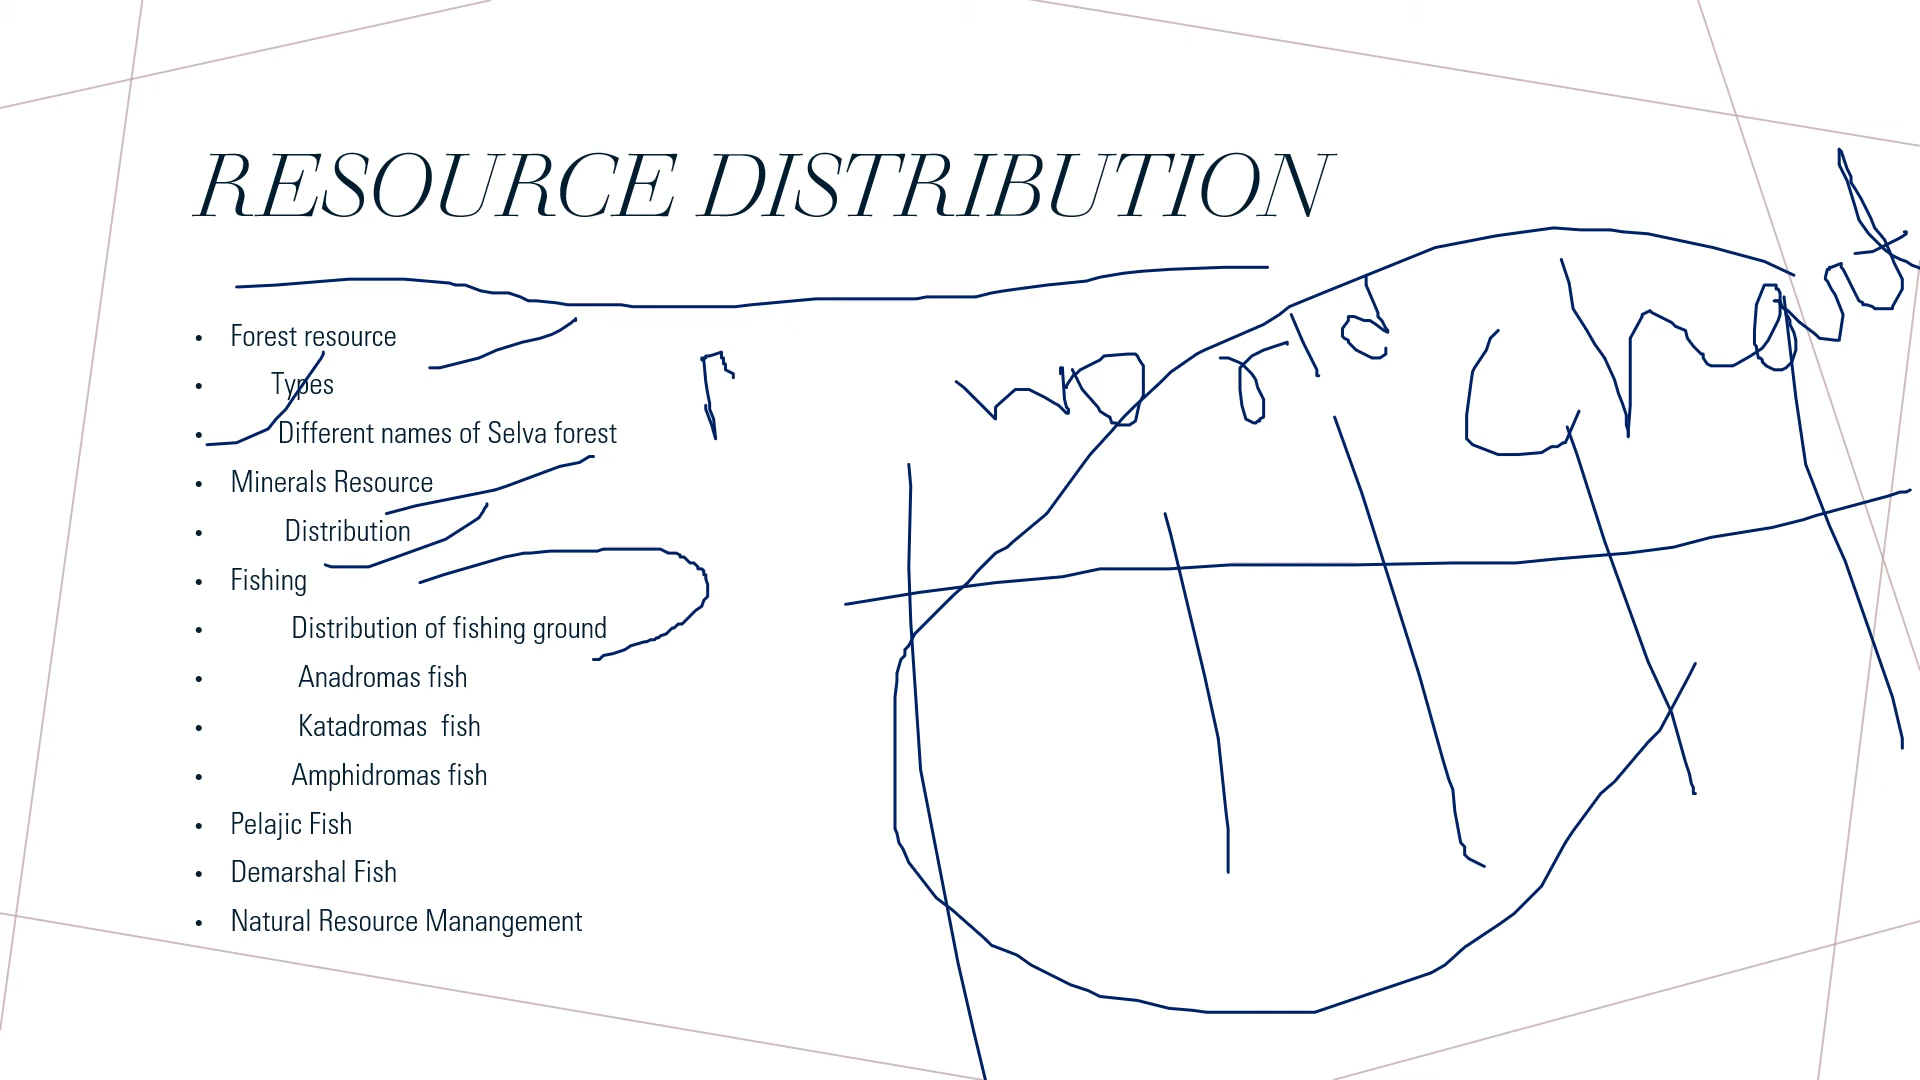 RESOURCE DISTRIBUTION
• Forest resource
• Types
• Different names of Selva forest
• Minerals Resource
• Distribution
• Fishing
• Distribution of fishing ground
• Anadromas fish
• Katadromas fish
• Amphidromas fish
• Pelajic Fish
• Demarshal Fish
• Natural Resource Manangement
world